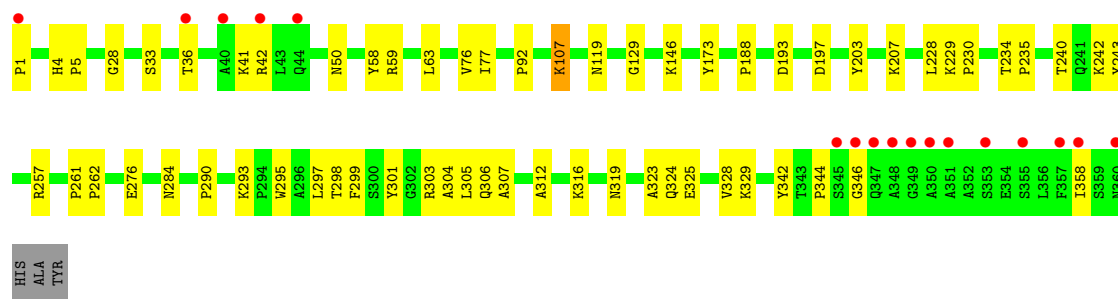 P1
H4
P5
G28
S33
T36
A40
K41
R42
L43
Q44
N50
Y58
R59
L63
V76
I77
P92
K107
N119
G129
K146
Y173
P188
D193
D197
Y203
K207
L228
K229
P230
T234
P235
T240
Q241
K242
R257
P261
P262
E276
N284
P290
K293
P294
W295
A296
L297
T298
F299
S300
Y301
G302
R303
A304
L305
Q306
A307
A312
K316
N319
A323
Q324
E325
V328
K329
Y342
T343
P344
S345
G346
Q347
A348
G349
A350
A351
A352
S353
E354
S355
L356
F357
I358
S359
HIS
ALA
TYR